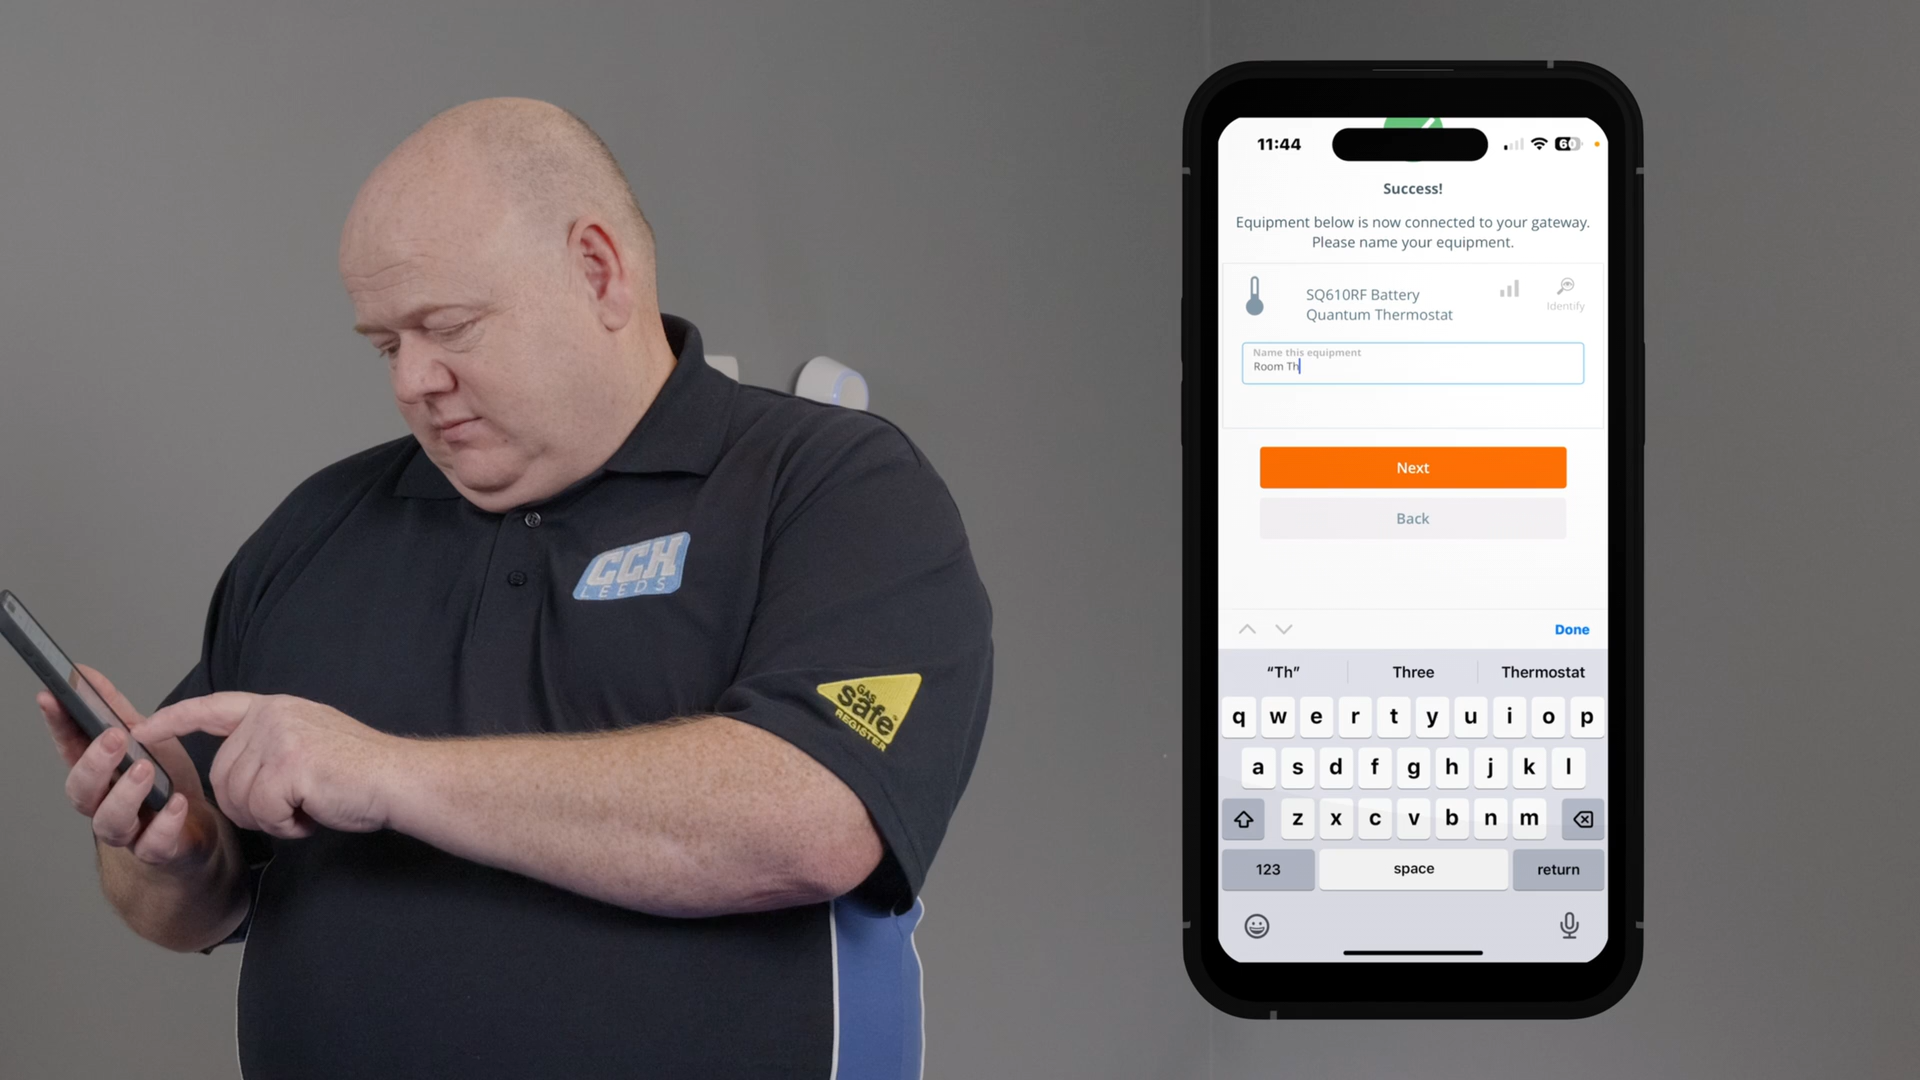 CCH
LEEDS
GAS
Safe
REGISTER
11:44
60
Success!
Equipment below is now connected to your gateway.
Please name your equipment.
SQ610RF Battery
Quantum Thermostat
Identify
Name this equipment
Room Th
Next
Back
Done
“Th” Three Thermostat
q w e r t y u i o p
a s d f g h j k l
z x c v b n m
123 space return